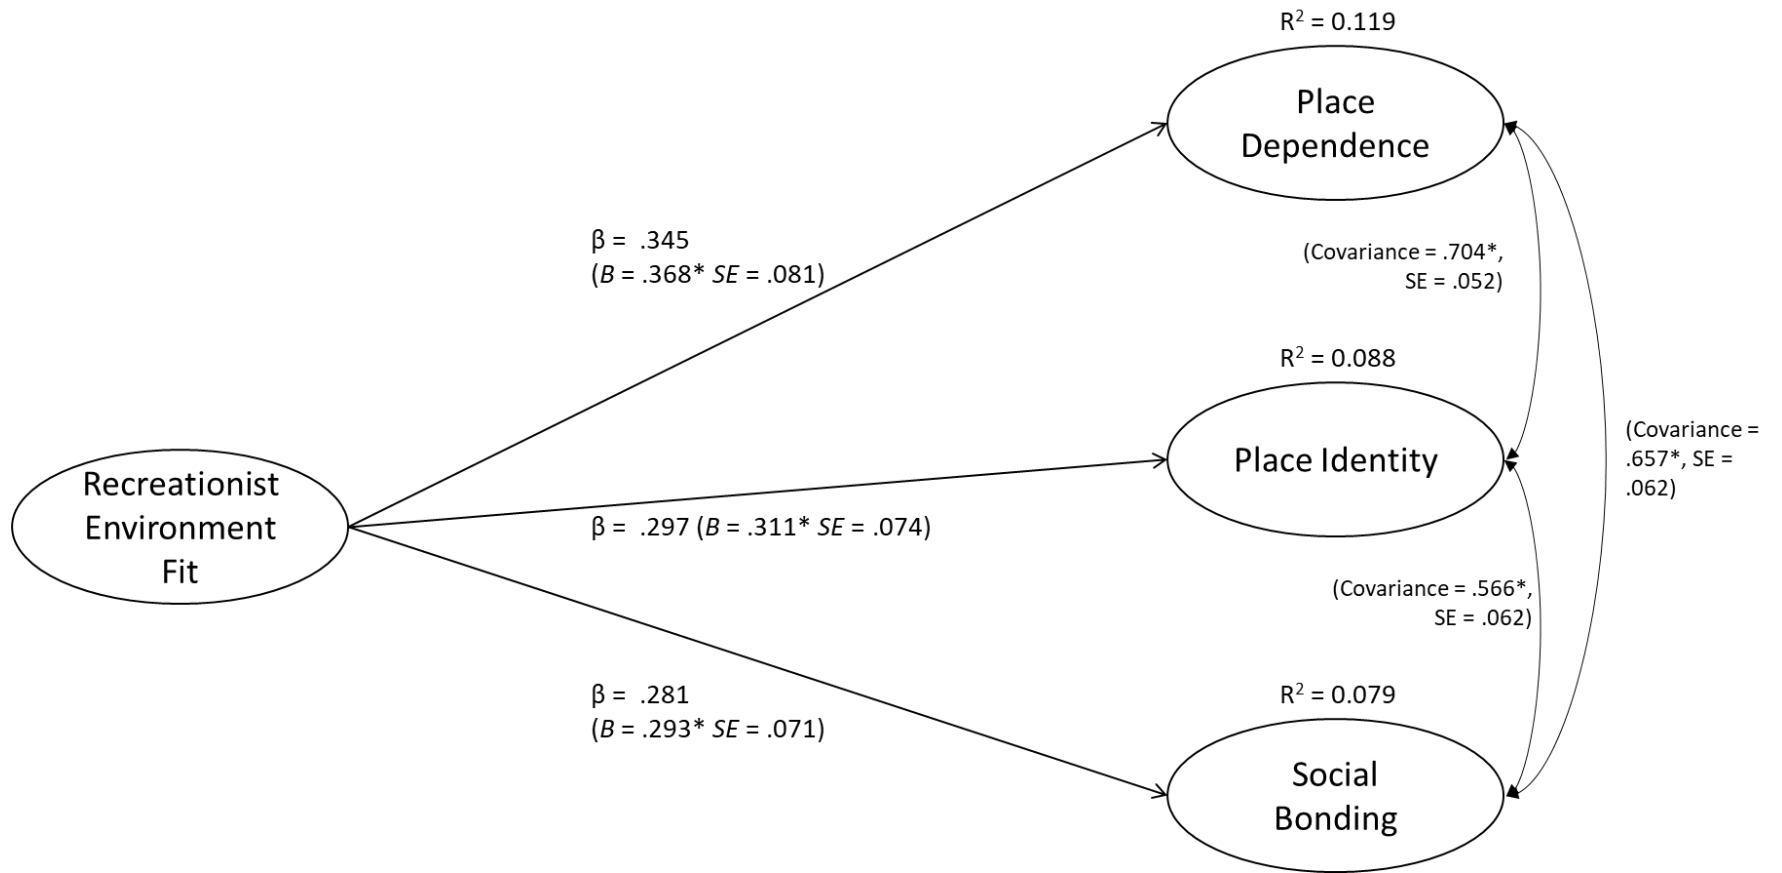 R² = 0.119
Place
Dependence
β =  .345
(B = .368* SE = .081)
(Covariance = .704*,
SE = .052)
R² = 0.088
Place Identity
(Covariance =
.657*, SE =
.062)
Recreationist
Environment
Fit
β =  .297 (B = .311* SE = .074)
(Covariance = .566*,
SE = .062)
β =  .281
(B = .293* SE = .071)
R² = 0.079
Social
Bonding